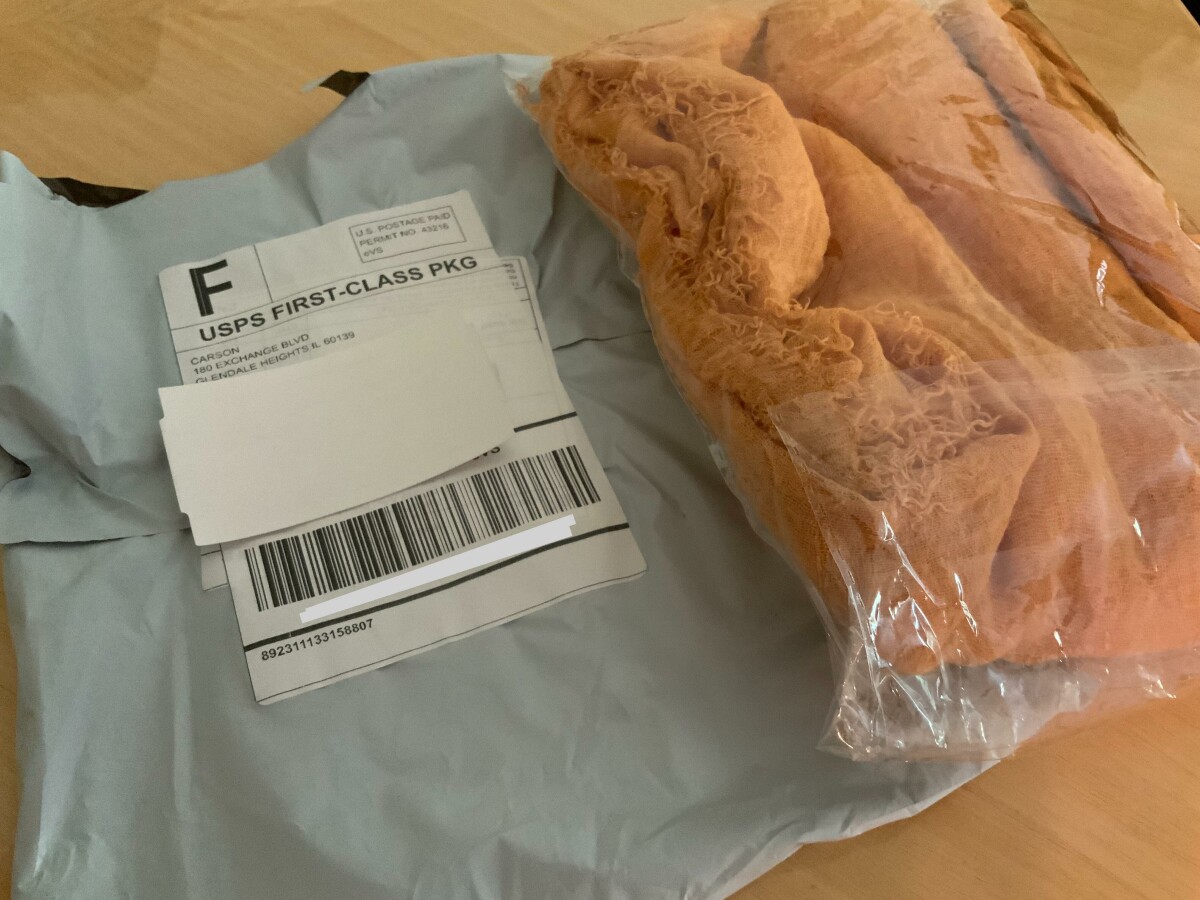 F
U.S. POSTAGE PAID
PERMIT NO. 43216
eVS
USPS FIRST-CLASS PKG
CARSON
180 EXCHANGE BLVD
GLENDALE HEIGHTS IL 60139
892311133158807